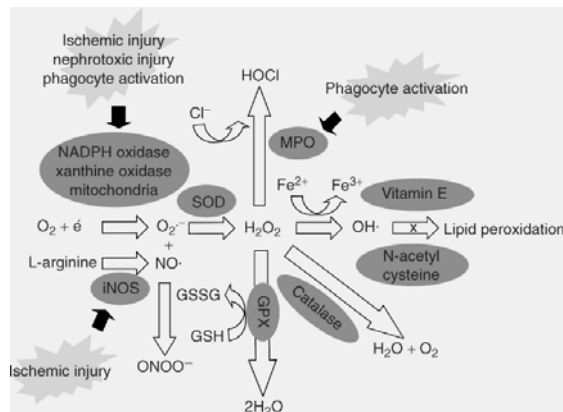 Ischemic injury
nephrotoxic injury
phagocyte activation
HOCl
Phagocyte activation
Cl⁻
MPO
NADPH oxidase
xanthine oxidase
mitochondria
Fe²⁺
Fe³⁺
Vitamin E
SOD
O₂ + é
O₂·⁻
H₂O₂
OH·
x
Lipid peroxidation
+
L-arginine
NO·
N-acetyl
cysteine
iNOS
GSSG
GPX
Catalase
GSH
H₂O + O₂
Ischemic injury
ONOO⁻
2H₂O